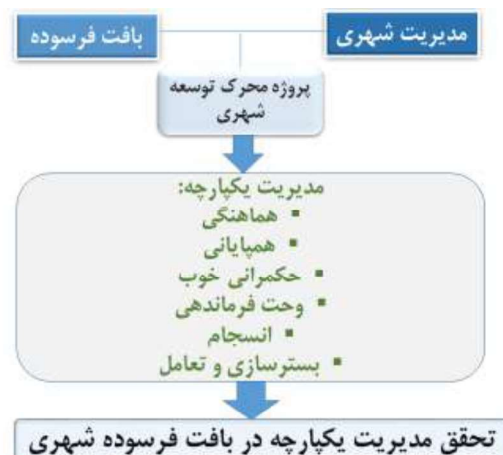 مدیریت شهری
بافت فرسوده
پروژه محرک توسعه
شهری
مدیریت یکپارچه:
▪ هماهنگی
▪ همپایانی
▪ حکمرانی خوب
▪ وحت فرماندهی
▪ انسجام
▪ بسترسازی و تعامل
تحقق مدیریت یکپارچه در بافت فرسوده شهری